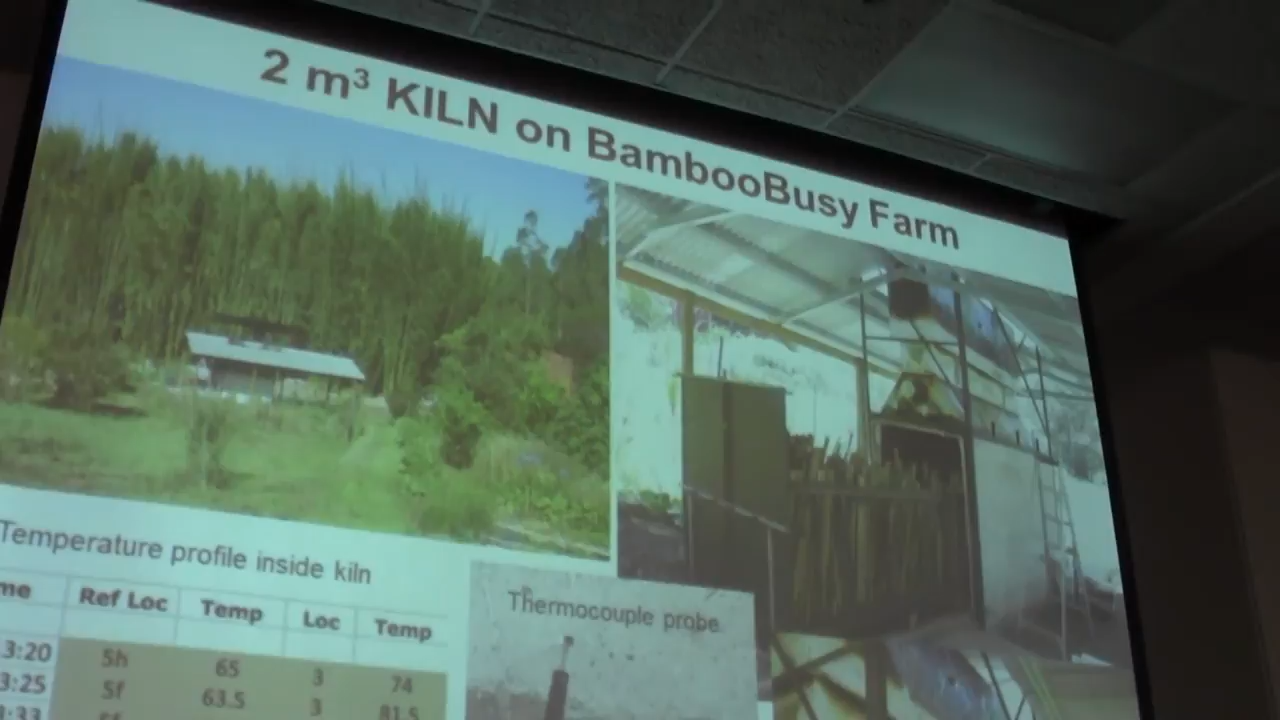 2 m³ KILN on BambooBusy Farm
Temperature profile inside kiln
Ref Loc Temp Loc Temp
3:20 5h 65 3 74
3:25 5f 63.5 3 81.5
Thermocouple probe